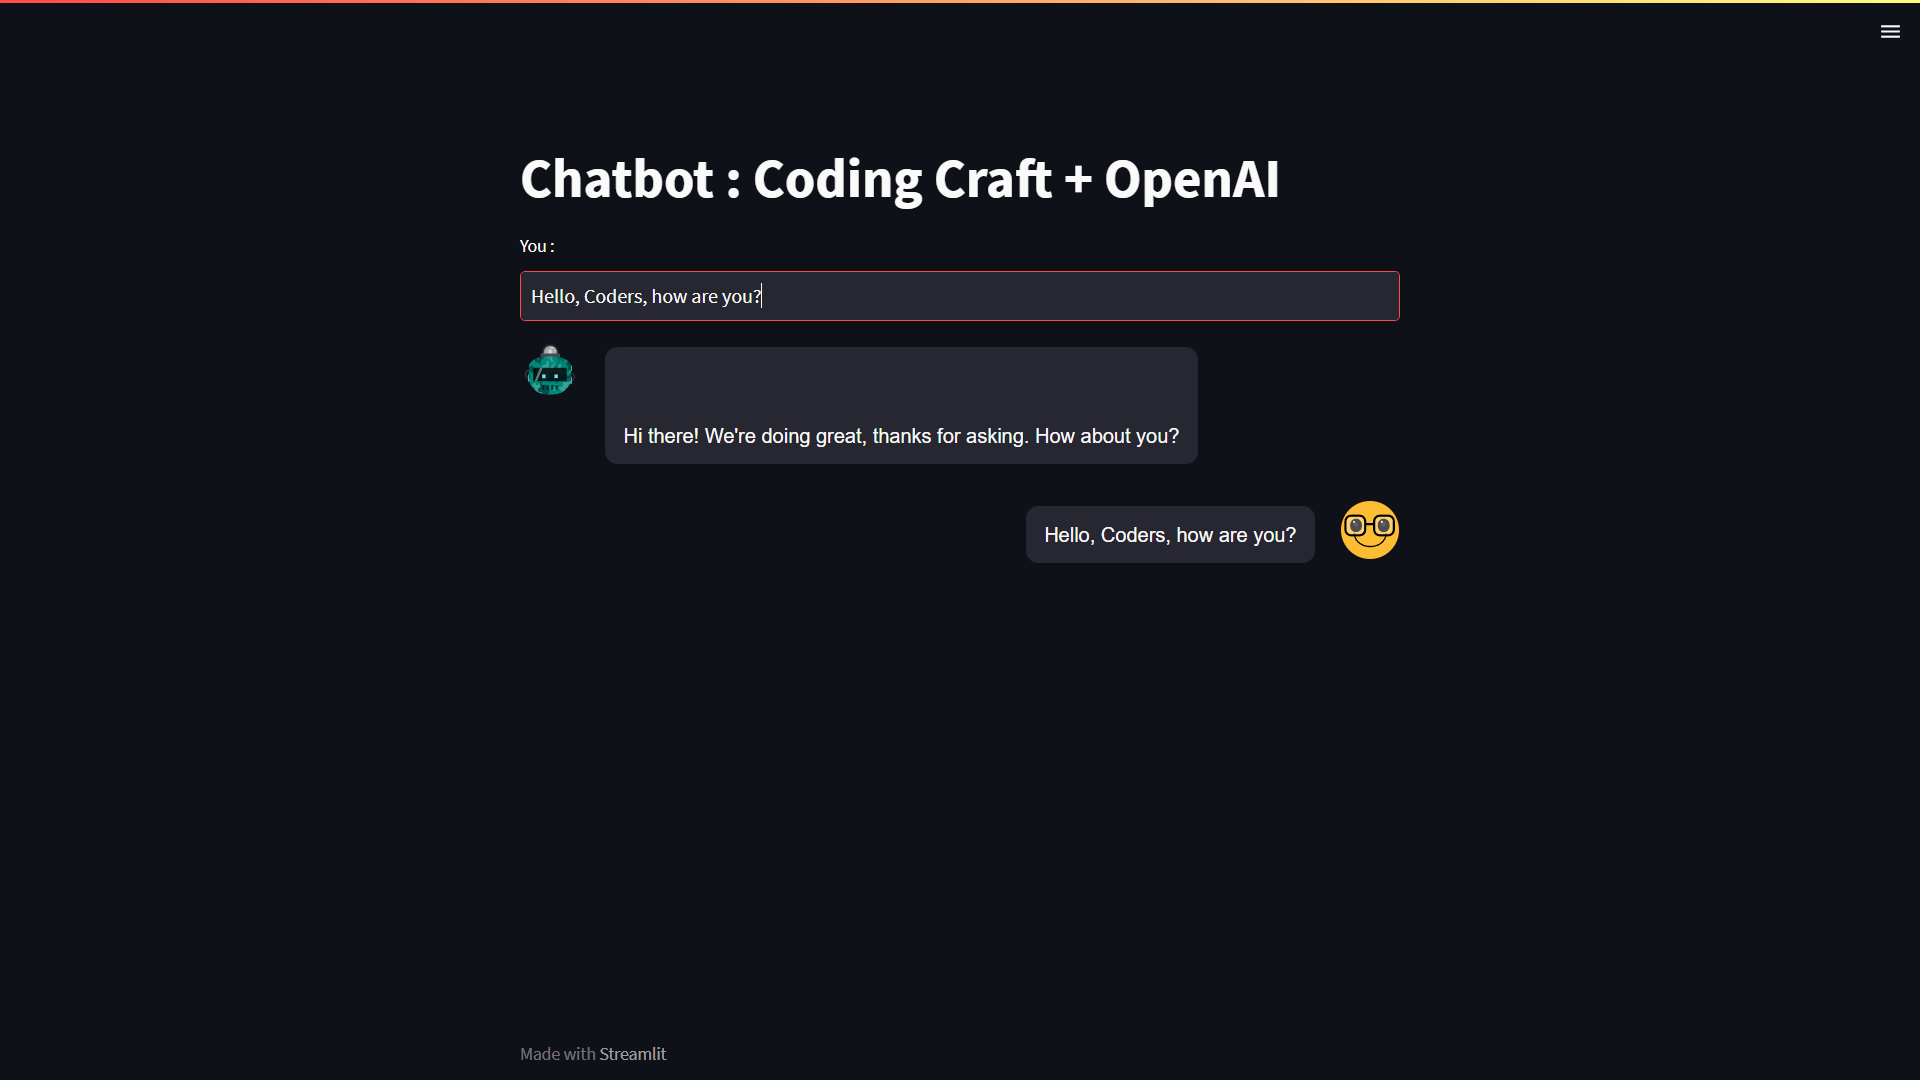 Chatbot : Coding Craft + OpenAI
You :
Hello, Coders, how are you?
Hi there! We're doing great, thanks for asking. How about you?
Hello, Coders, how are you?
Made with Streamlit